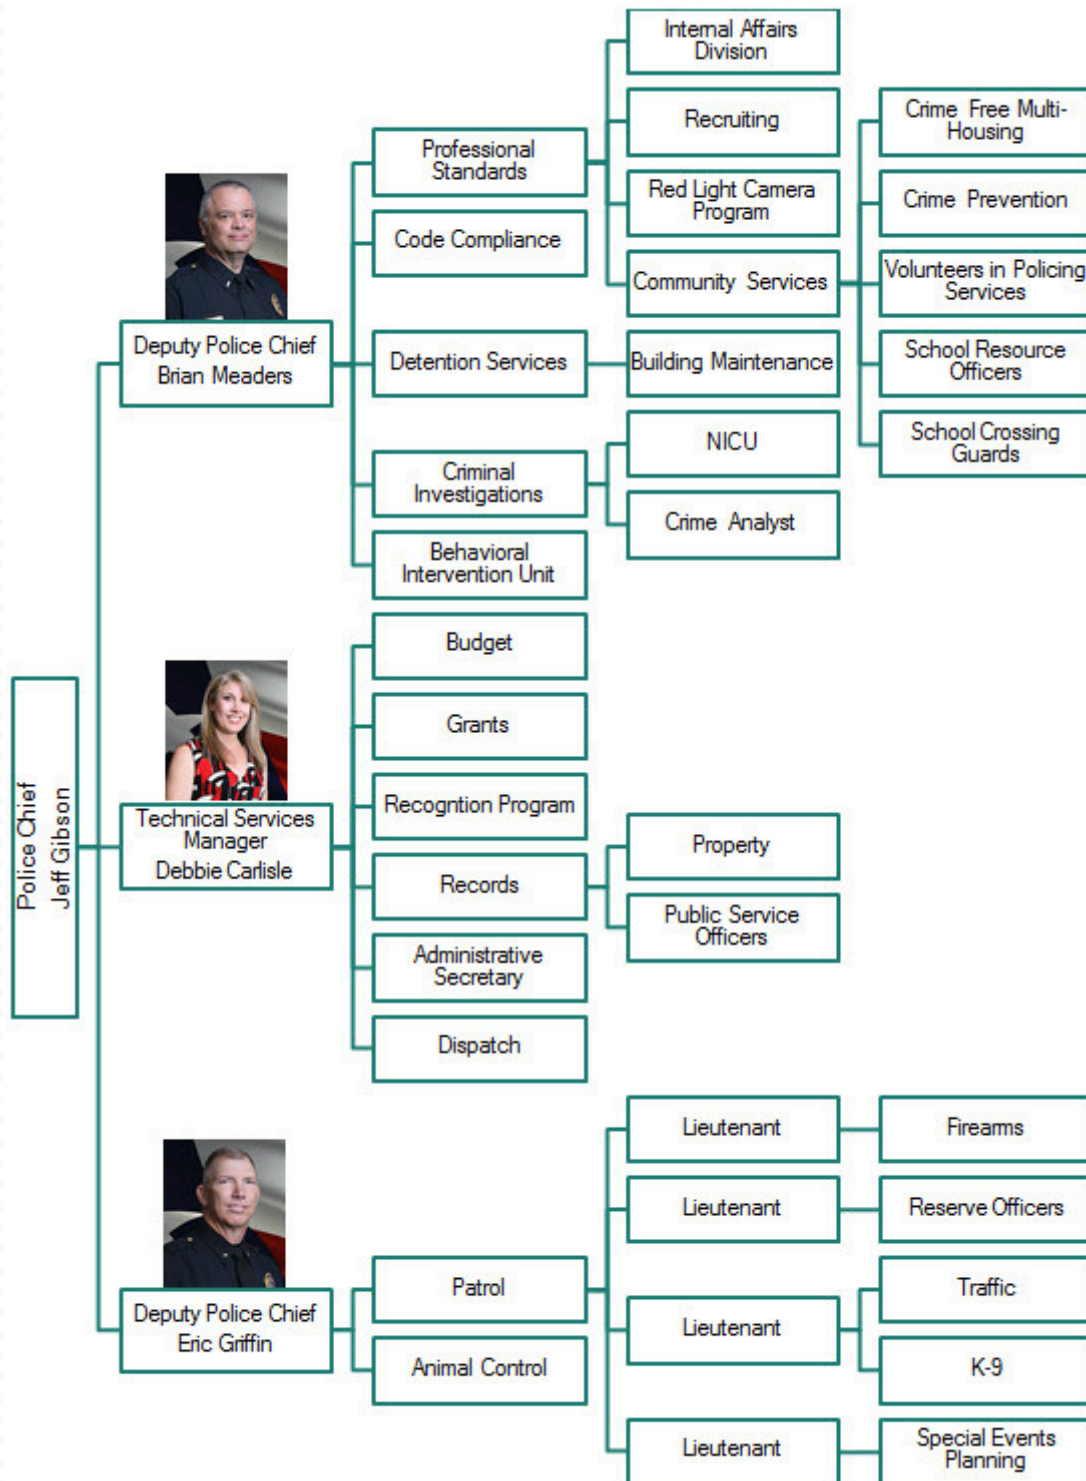 Police Chief
Jeff Gibson
Deputy Police Chief
Brian Meaders
Professional
Standards
Internal Affairs
Division
Recruiting
Red Light Camera
Program
Community Services
Crime Free Multi-
Housing
Crime Prevention
Volunteers in Policing
Services
School Resource
Officers
School Crossing
Guards
Code Compliance
Detention Services
Building Maintenance
Criminal
Investigations
NICU
Crime Analyst
Behavioral
Intervention Unit
Technical Services
Manager
Debbie Carlisle
Budget
Grants
Recogntion Program
Records
Property
Public Service
Officers
Administrative
Secretary
Dispatch
Deputy Police Chief
Eric Griffin
Patrol
Lieutenant
Firearms
Lieutenant
Reserve Officers
Lieutenant
Traffic
K-9
Lieutenant
Special Events
Planning
Animal Control